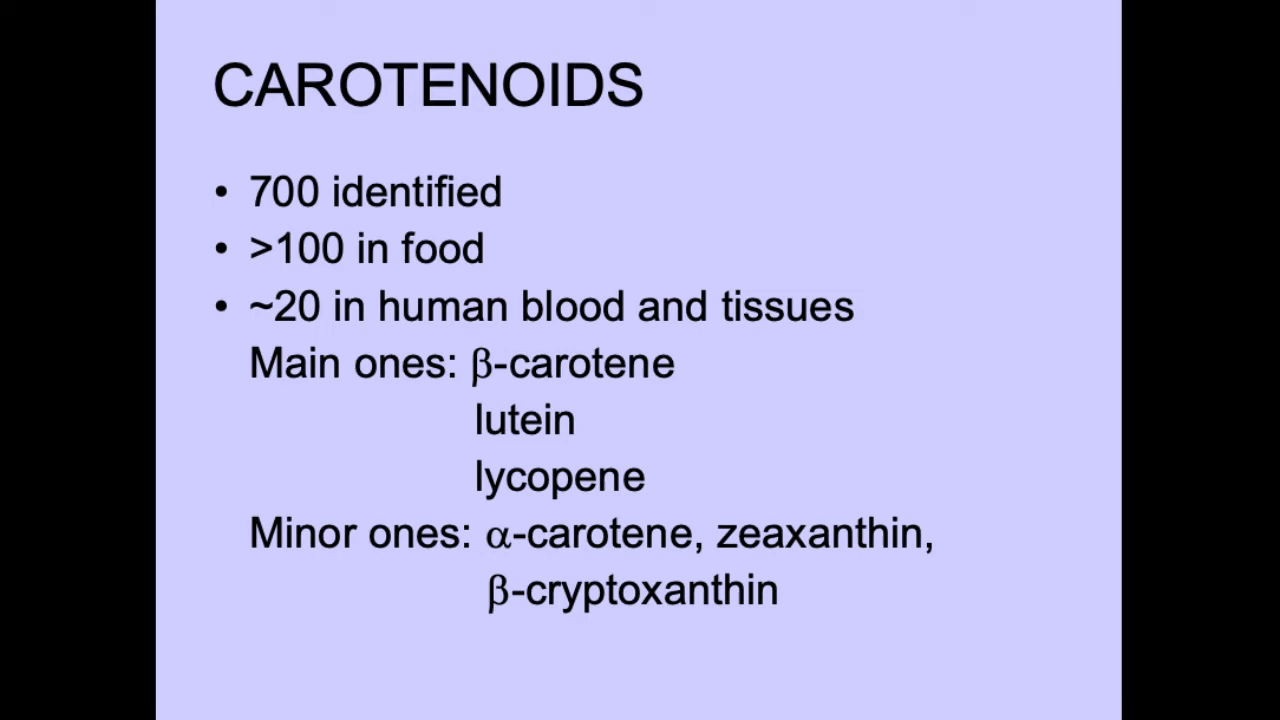 CAROTENOIDS
• 700 identified
• >100 in food
• ~20 in human blood and tissues
Main ones: β-carotene
lutein
lycopene
Minor ones: α-carotene, zeaxanthin,
β-cryptoxanthin